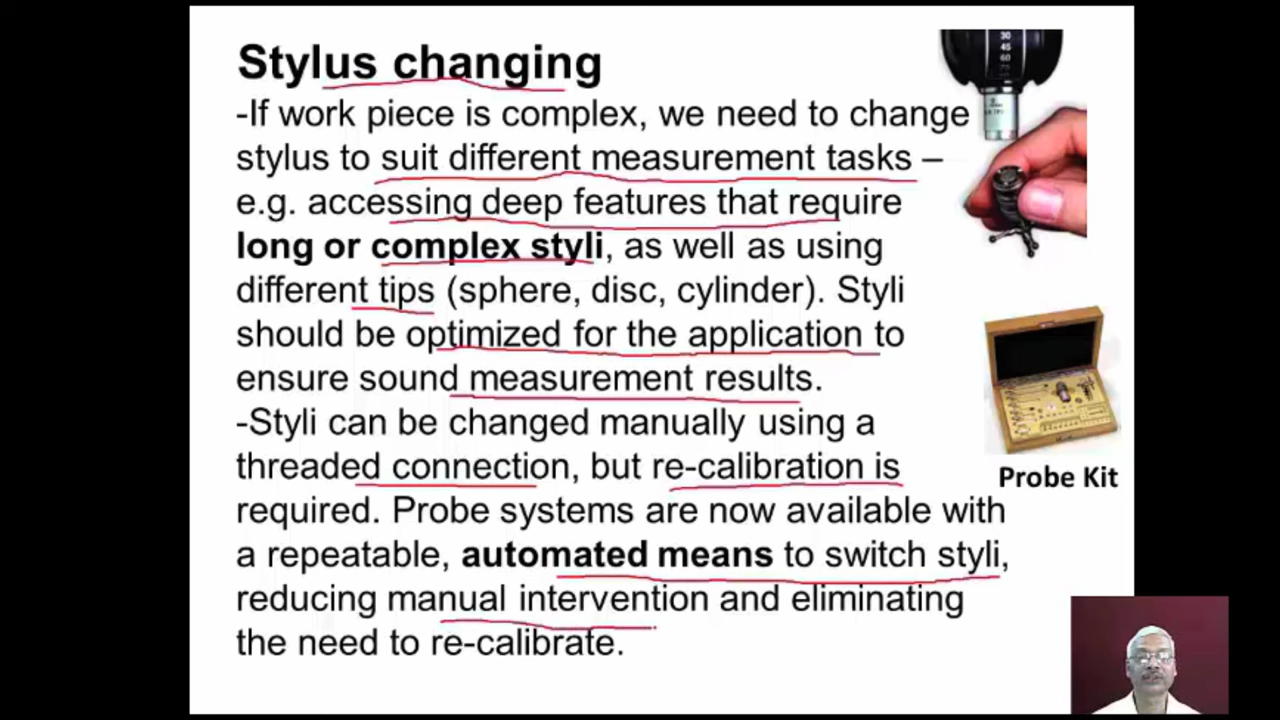 Stylus changing
-If work piece is complex, we need to change
stylus to suit different measurement tasks –
e.g. accessing deep features that require
long or complex styli, as well as using
different tips (sphere, disc, cylinder). Styli
should be optimized for the application to
ensure sound measurement results.
-Styli can be changed manually using a
threaded connection, but re-calibration is
required. Probe systems are now available with
a repeatable, automated means to switch styli,
reducing manual intervention and eliminating
the need to re-calibrate.
30
45
60
Probe Kit